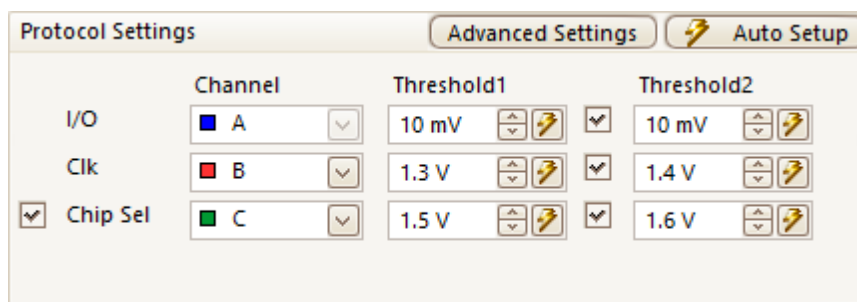 Protocol Settings Advanced Settings Auto Setup
Channel Threshold1 Threshold2
I/O A 10 mV 10 mV
Clk B 1.3 V 1.4 V
Chip Sel C 1.5 V 1.6 V